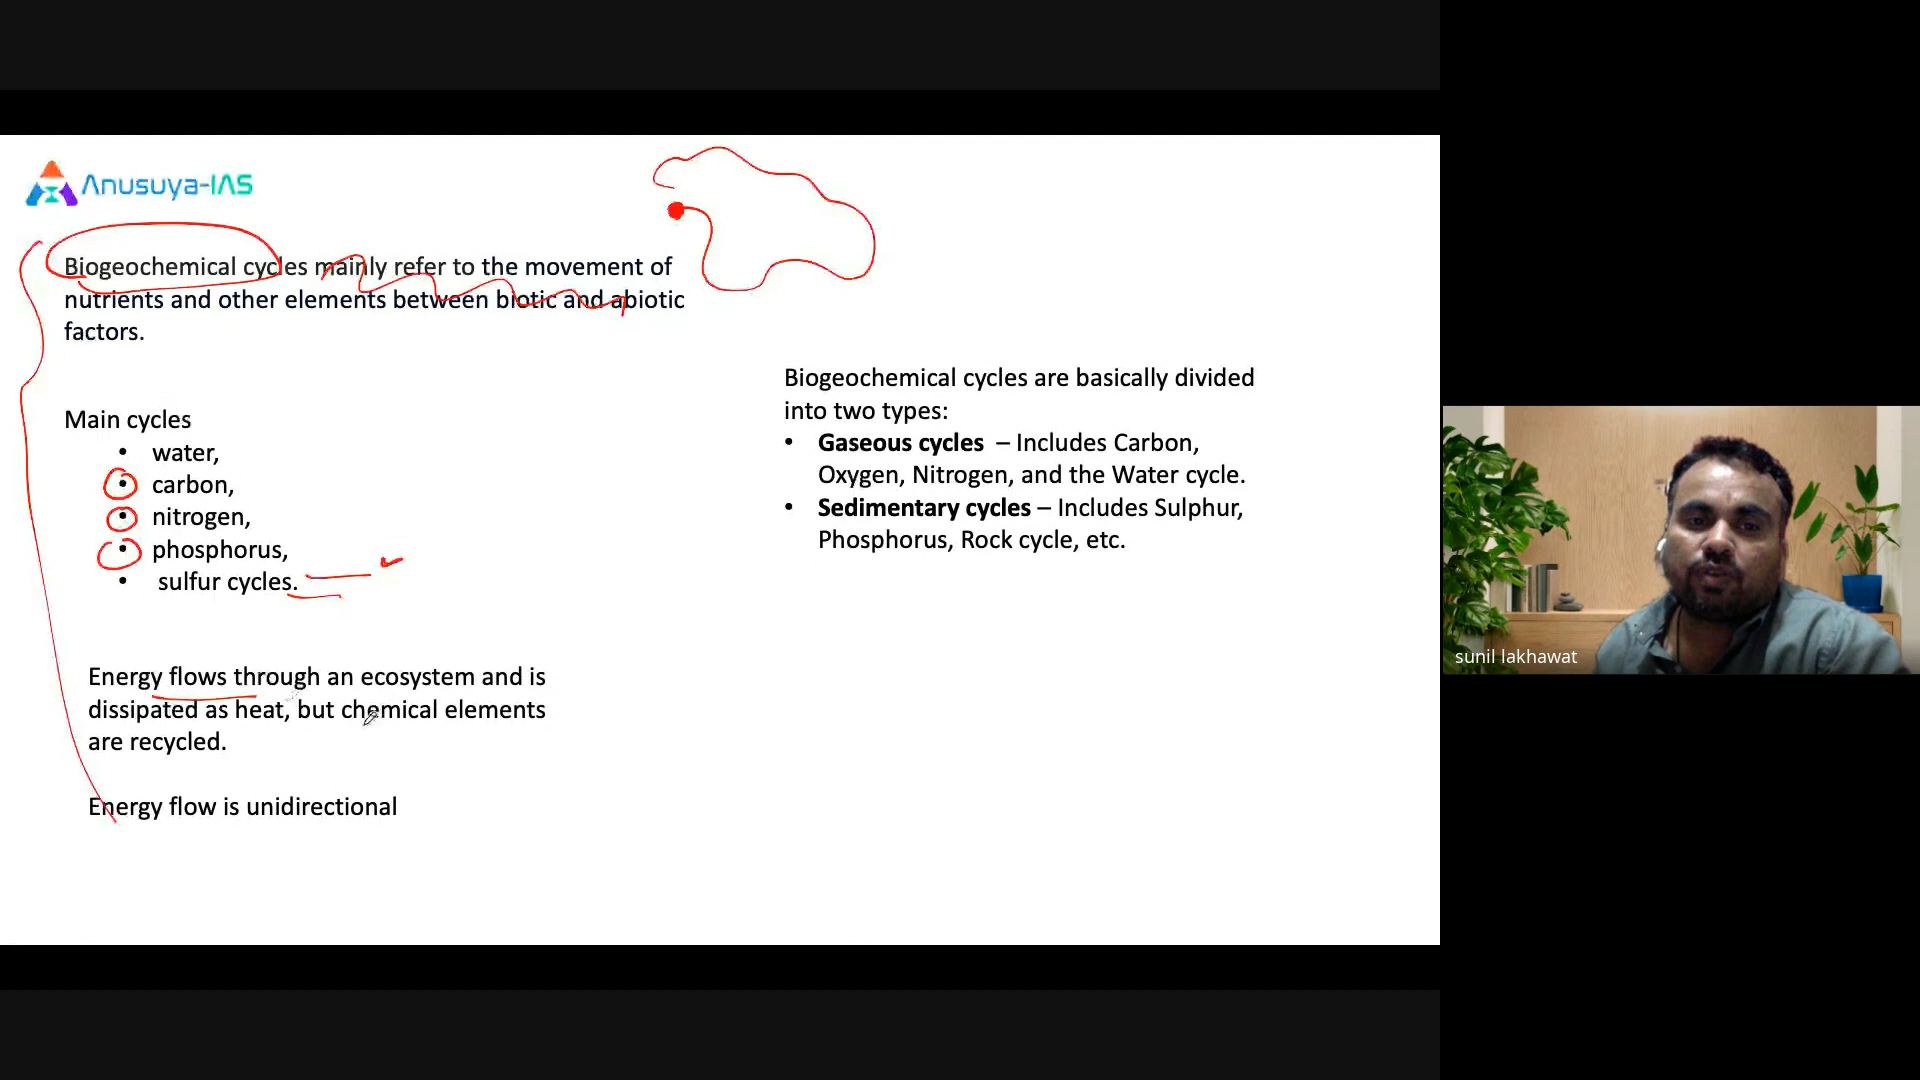 Anusuya-IAS
Biogeochemical cycles mainly refer to the movement of
nutrients and other elements between biotic and abiotic
factors.
Main cycles
• water,
• carbon,
• nitrogen,
• phosphorus,
• sulfur cycles.
Energy flows through an ecosystem and is
dissipated as heat, but chemical elements
are recycled.
Energy flow is unidirectional
Biogeochemical cycles are basically divided
into two types:
• Gaseous cycles – Includes Carbon,
Oxygen, Nitrogen, and the Water cycle.
• Sedimentary cycles – Includes Sulphur,
Phosphorus, Rock cycle, etc.
sunil lakhawat